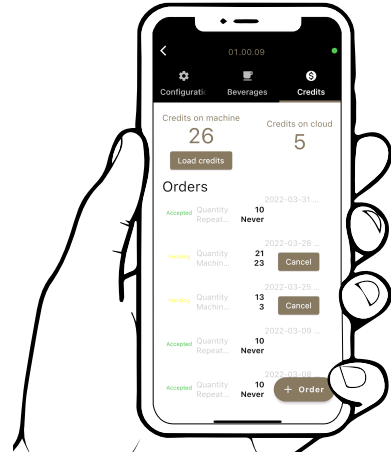 01.00.09
Configuratic
Beverages
Credits
Credits on machine
26
Credits on cloud
5
Load credits
Orders
2022-03-31 ...
Accepted
Quantity 10
Repeat... Never
2022-03-28 ...
Quantity 21
Machin... 23
Cancel
2022-03-25 ...
Quantity 13
Machin... 3
Cancel
2022-03-09 ...
Accepted
Quantity 10
Repeat... Never
2022-03-08 ...
Accepted
Quantity 10
Repeat... Never
+ Order